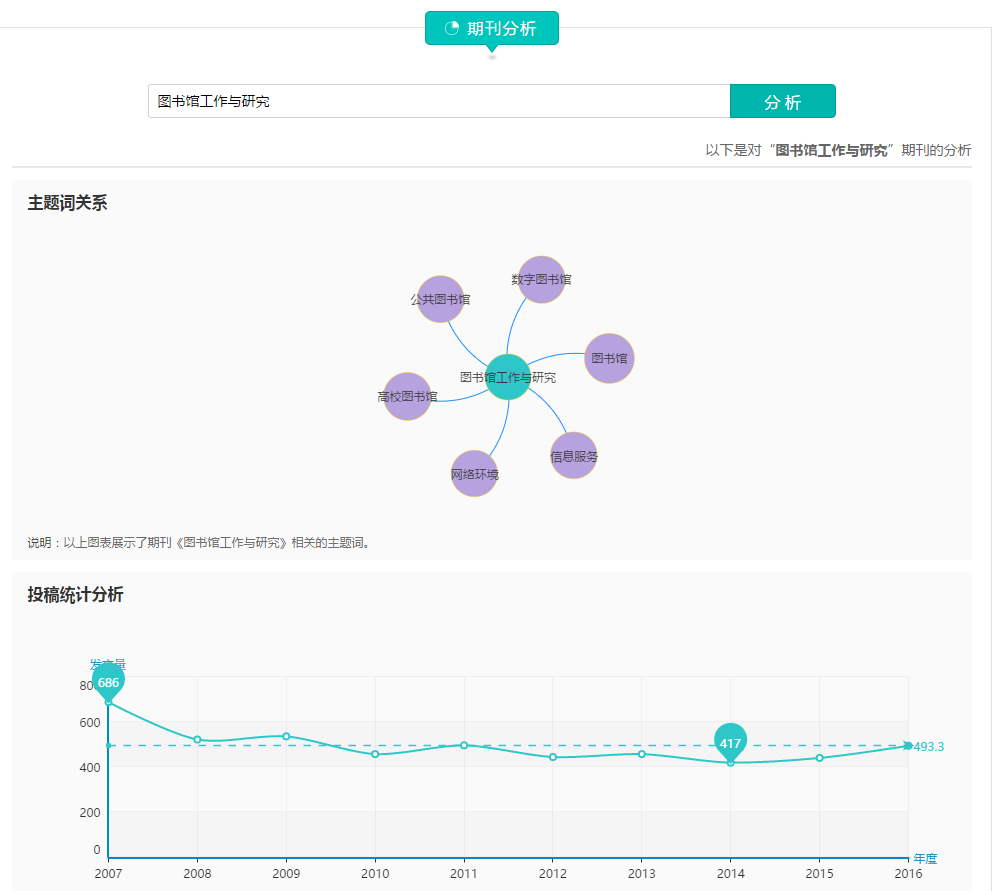 期刊分析
图书馆工作与研究
分 析
以下是对“图书馆工作与研究”期刊的分析
主题词关系
数字图书馆
公共图书馆
图书馆
图书馆工作与研究
高校图书馆
信息服务
网络环境
说明：以上图表展示了期刊《图书馆工作与研究》相关的主题词。
投稿统计分析
发文量
800
686
600
417
493.3
400
200
0
年度
2007 2008 2009 2010 2011 2012 2013 2014 2015 2016